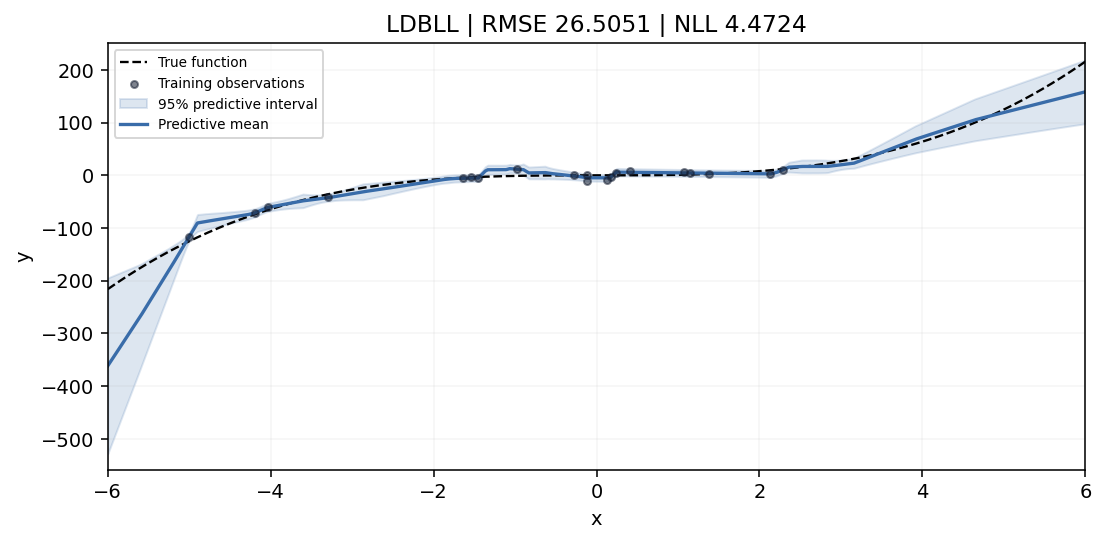 LDBLL | RMSE 26.5051 | NLL 4.4724
True function
Training observations
95% predictive interval
Predictive mean
200
100
0
−100
−200
−300
−400
−500
y
−6
−4
−2
0
2
4
6
x